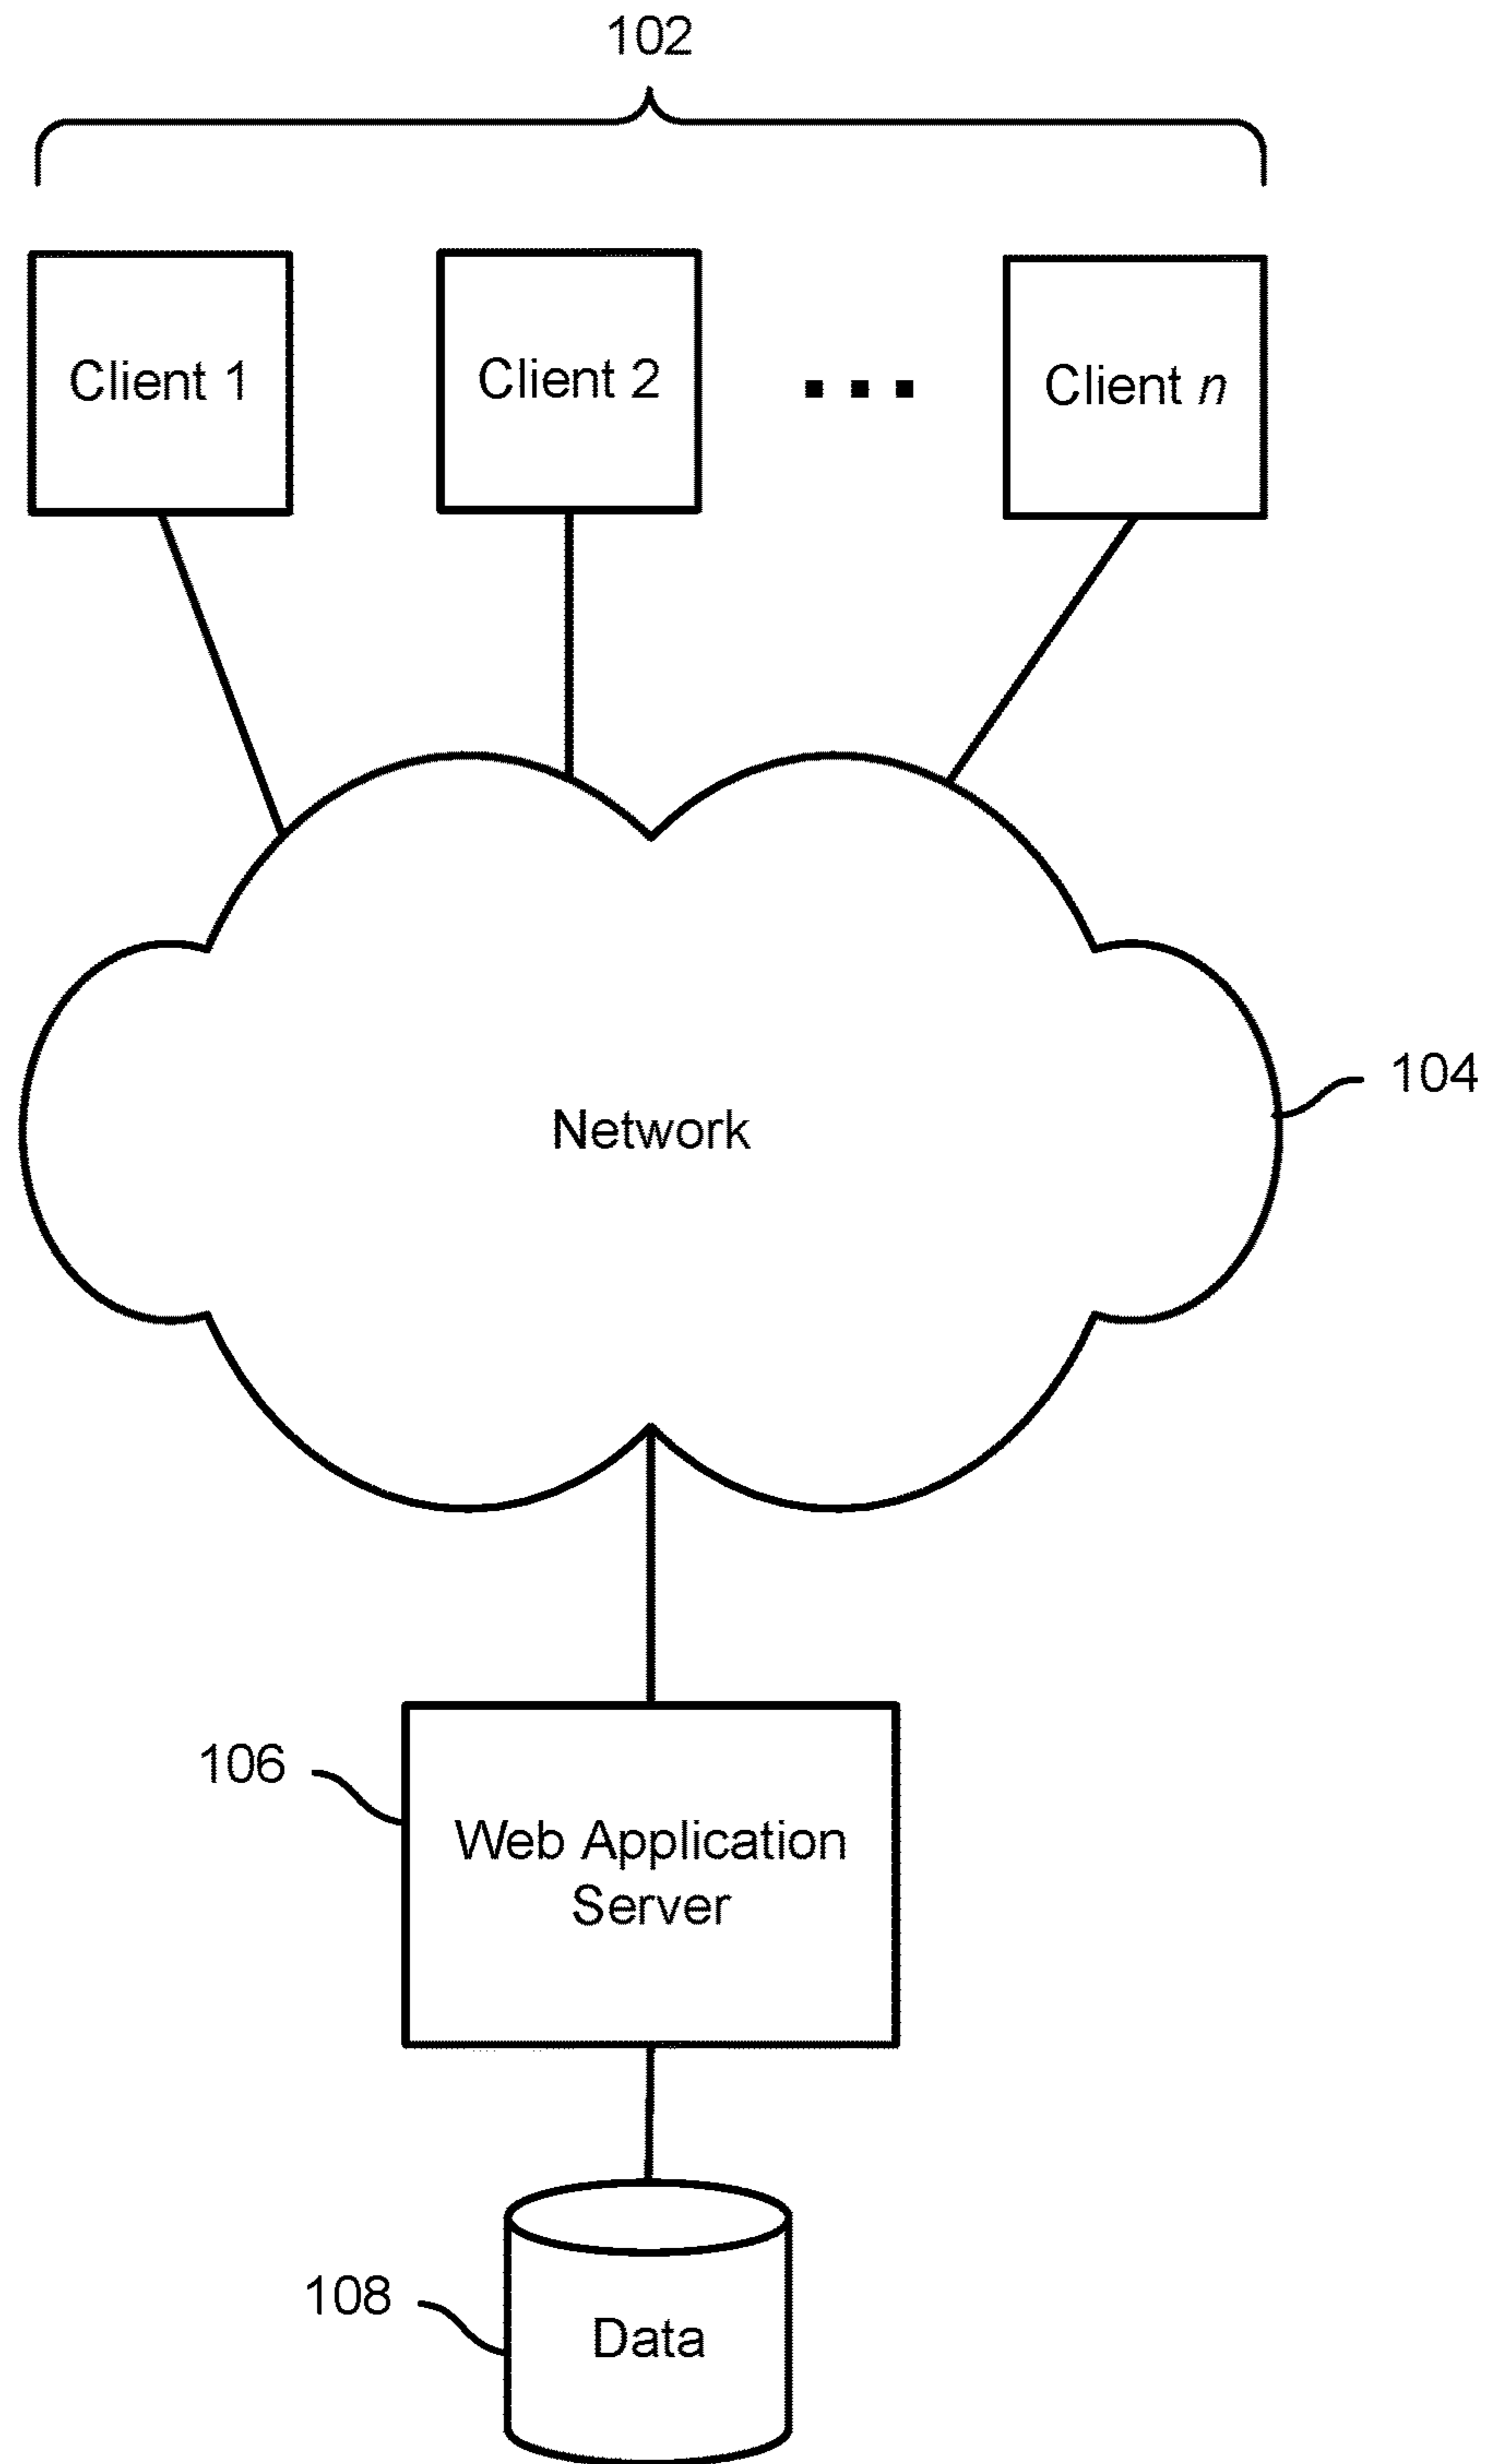 102
Client 1
Client 2
Client n
Network
104
106
Web Application
Server
108
Data